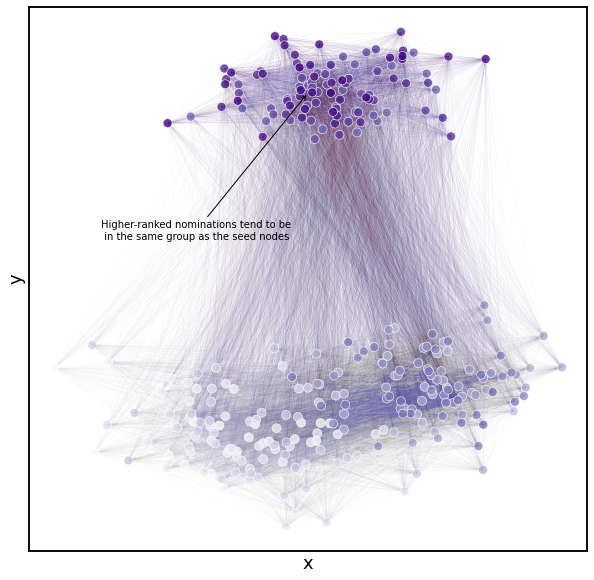 Higher-ranked nominations tend to be
in the same group as the seed nodes
y
x